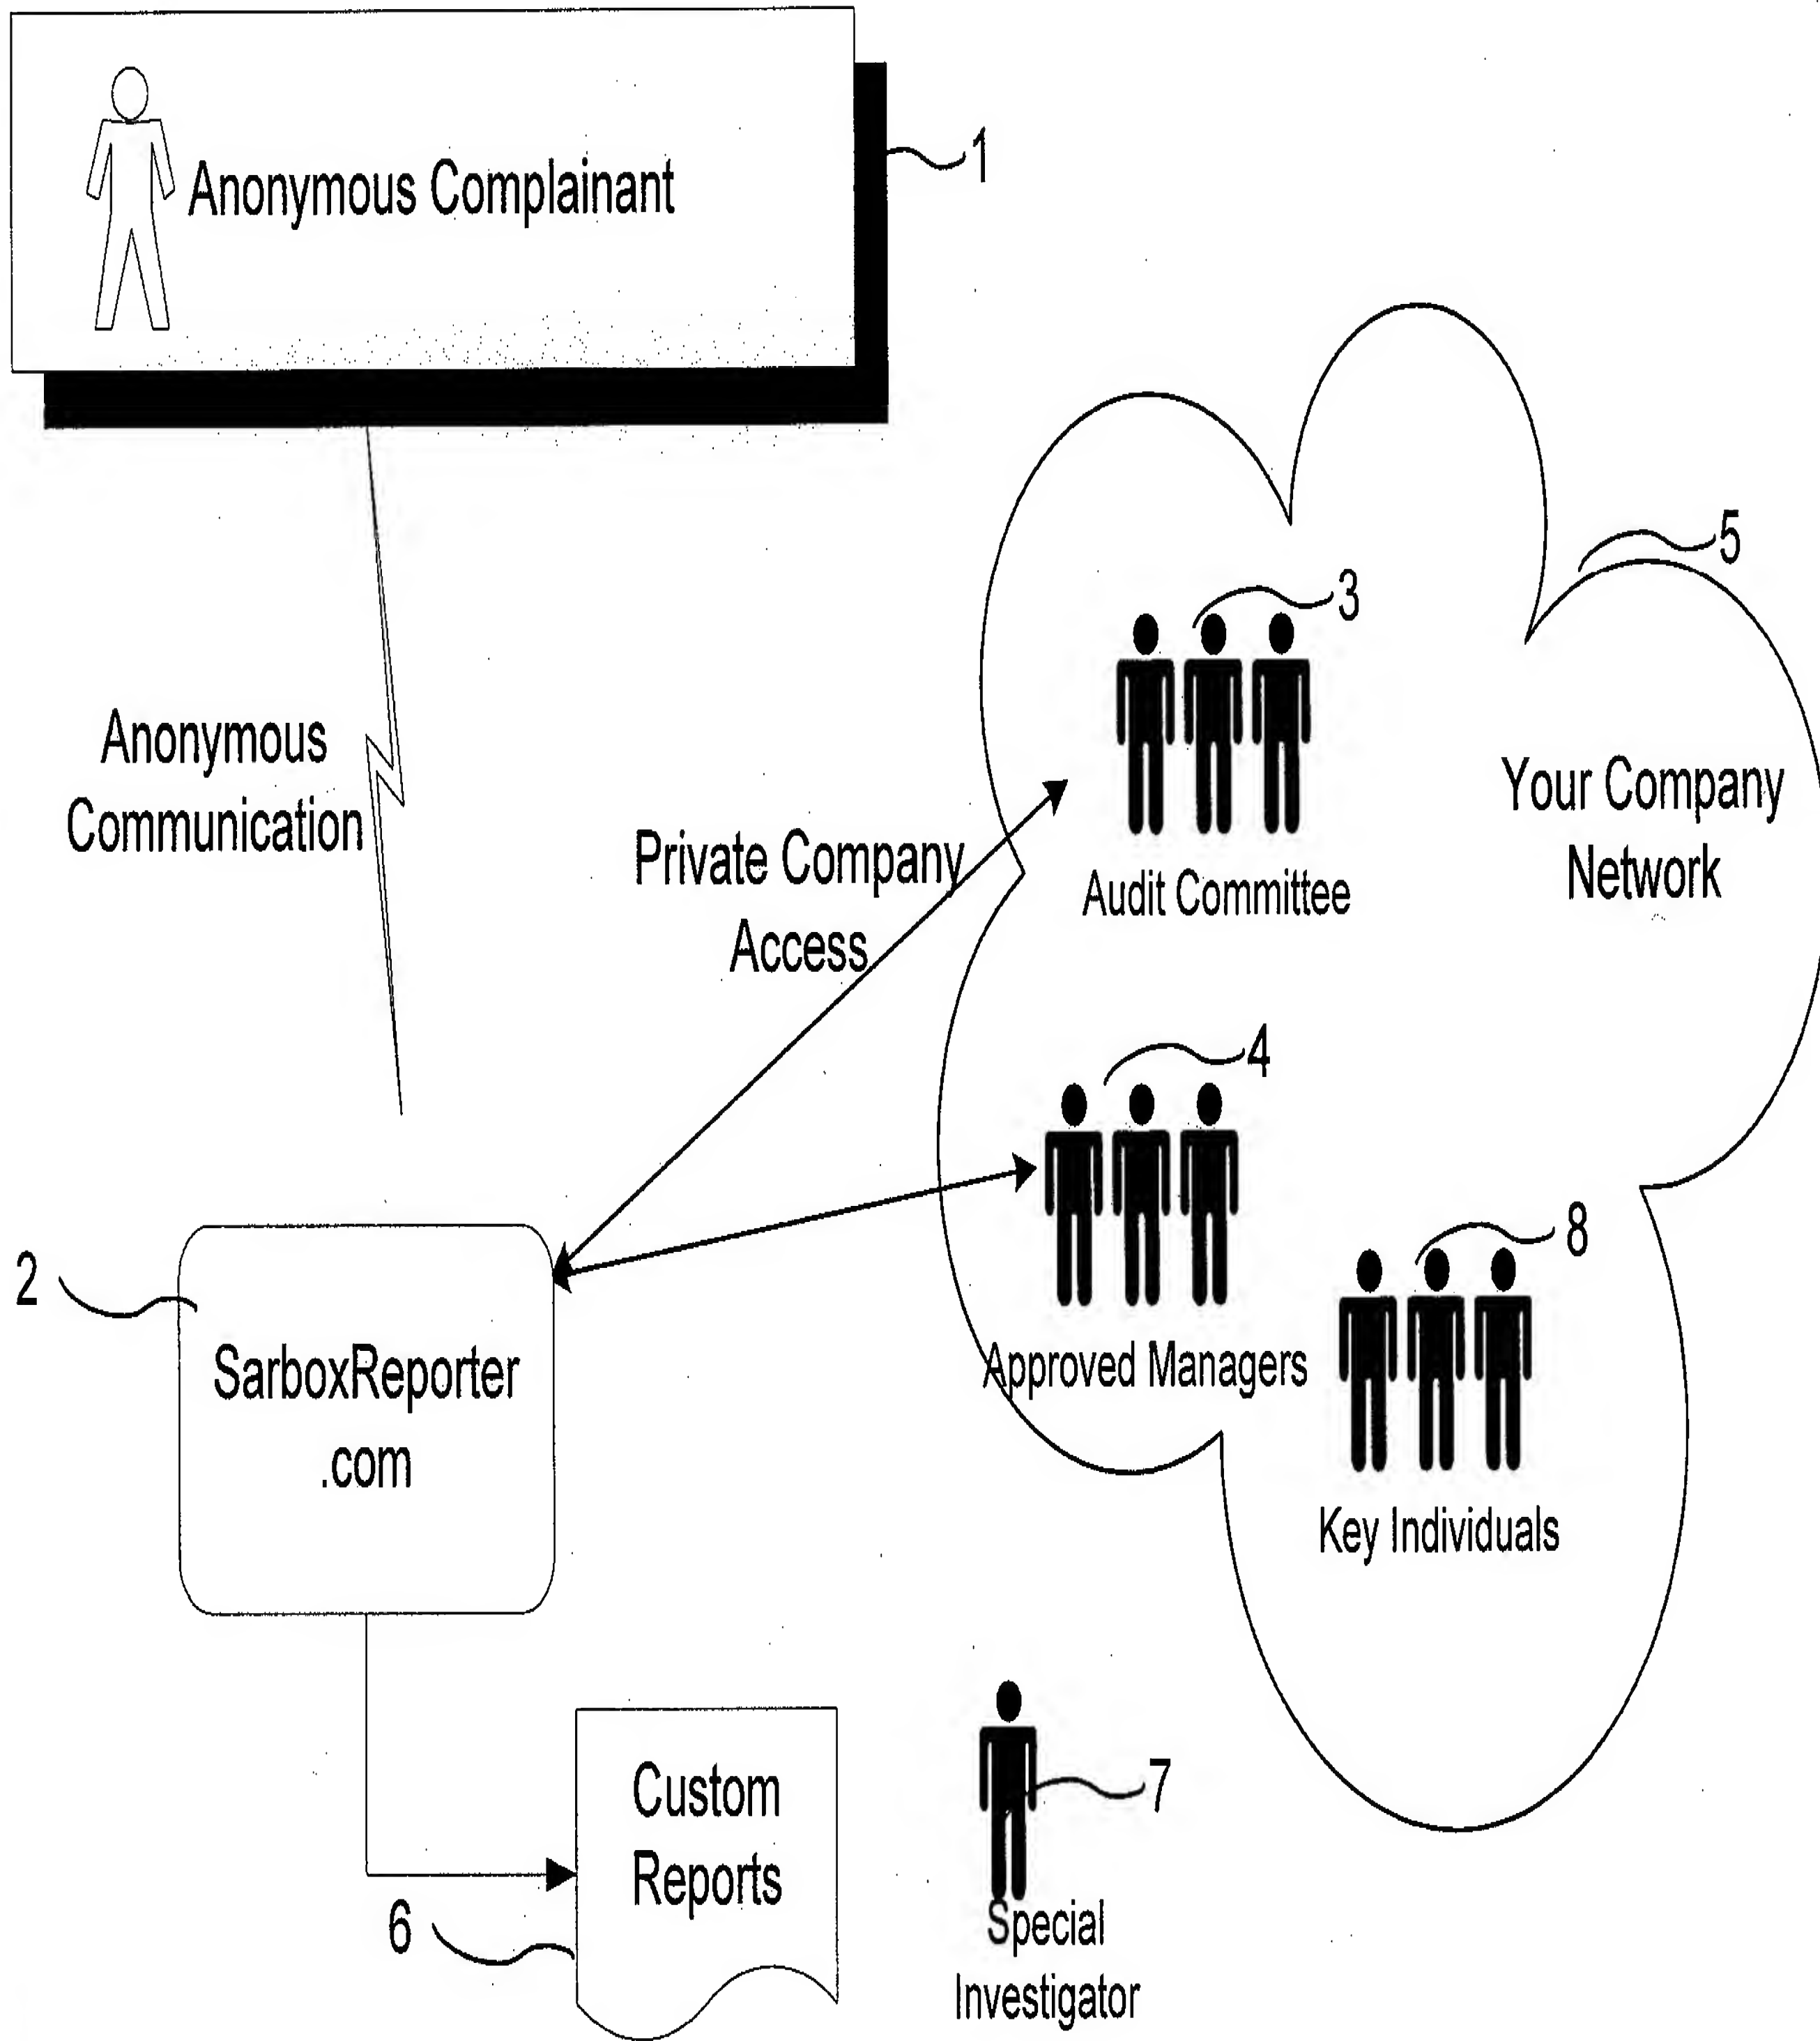 Anonymous Complainant
1
5
3
Anonymous
Communication
Private Company
Access
Audit Committee
Your Company
Network
4
8
2
SarboxReporter
.com
Approved Managers
Key Individuals
Custom
Reports
6
7
Special
Investigator